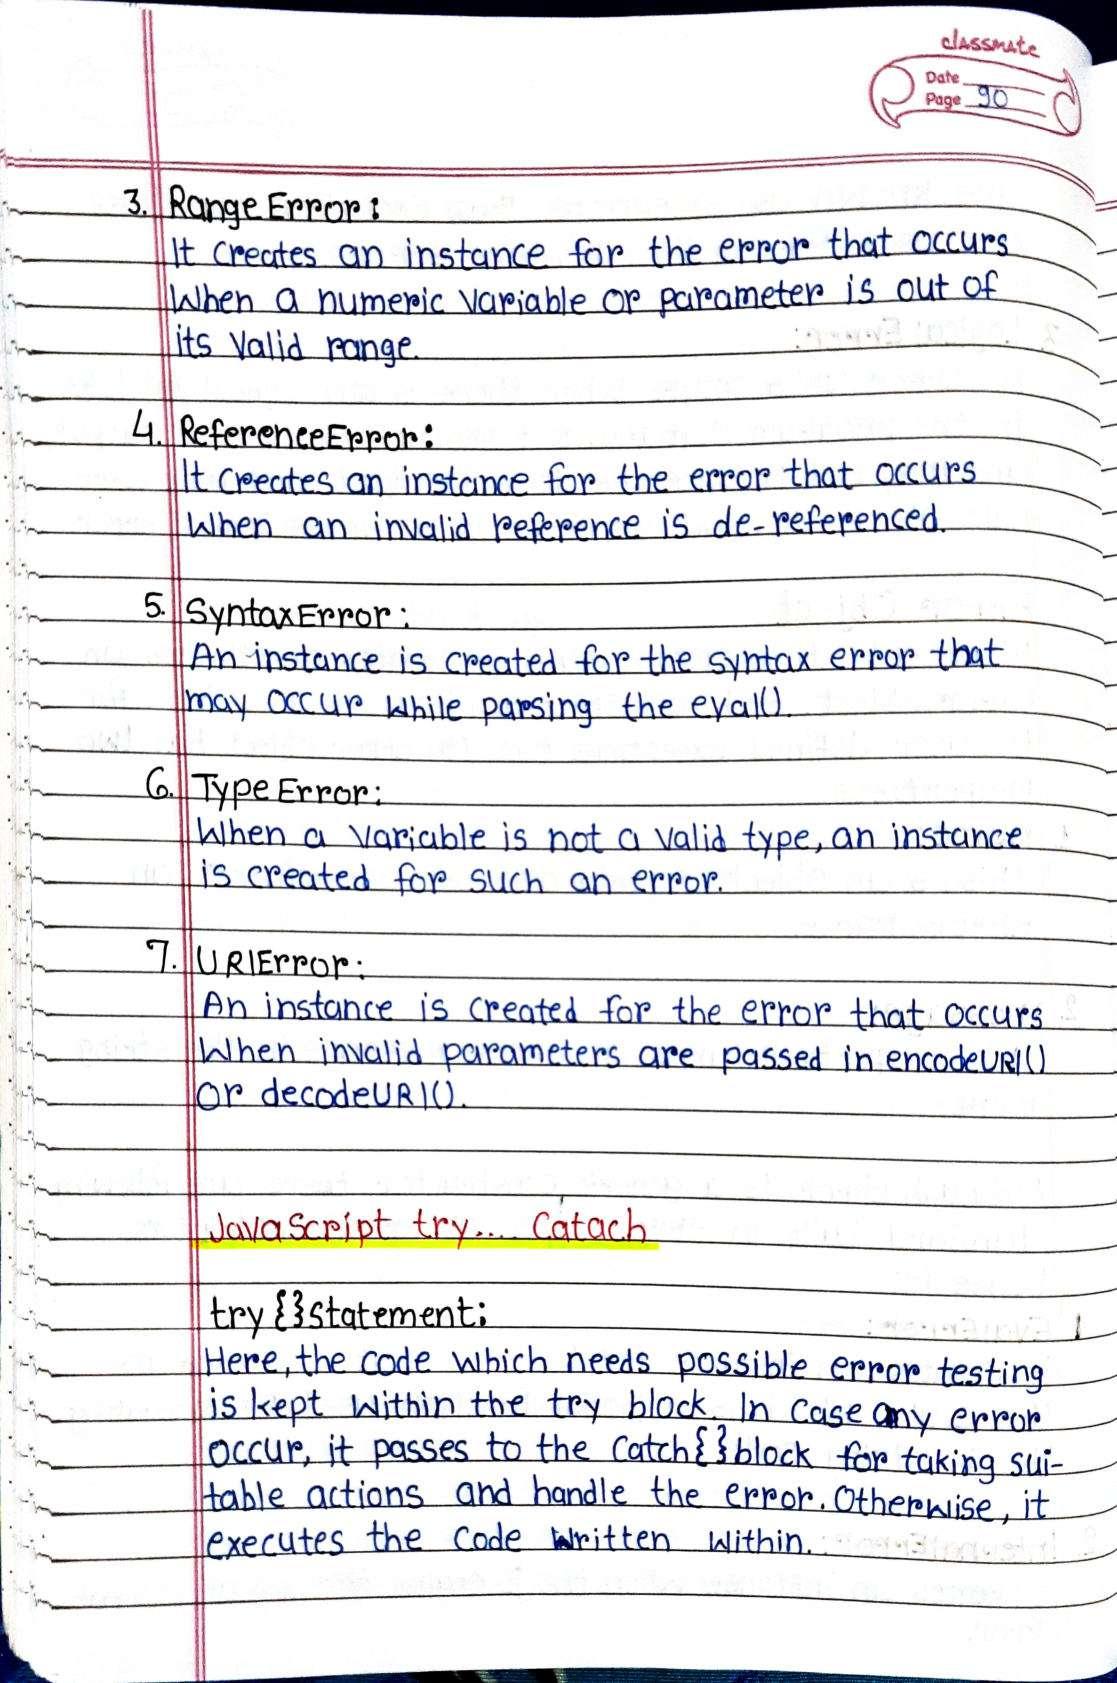 classmate
Date
Page 90
3. RangeError:
It creates an instance for the error that occurs
When a numeric variable or parameter is out of
its valid range.
4. ReferenceError:
It creates an instance for the error that occurs
When an invalid reference is de-referenced.
5. SyntaxError:
An instance is created for the syntax error that
may occur while parsing the eval().
6. TypeError:
When a variable is not a valid type, an instance
is created for such an error.
7. URIError:
An instance is created for the error that occurs
When invalid parameters are passed in encodeURI()
or decodeURI().
JavaScript try.... Catach
try{}statement:
Here, the code which needs possible error testing
is kept within the try block. In case any error
occur, it passes to the catch{}block for taking sui-
table actions and handle the error. Otherwise, it
executes the code written within.